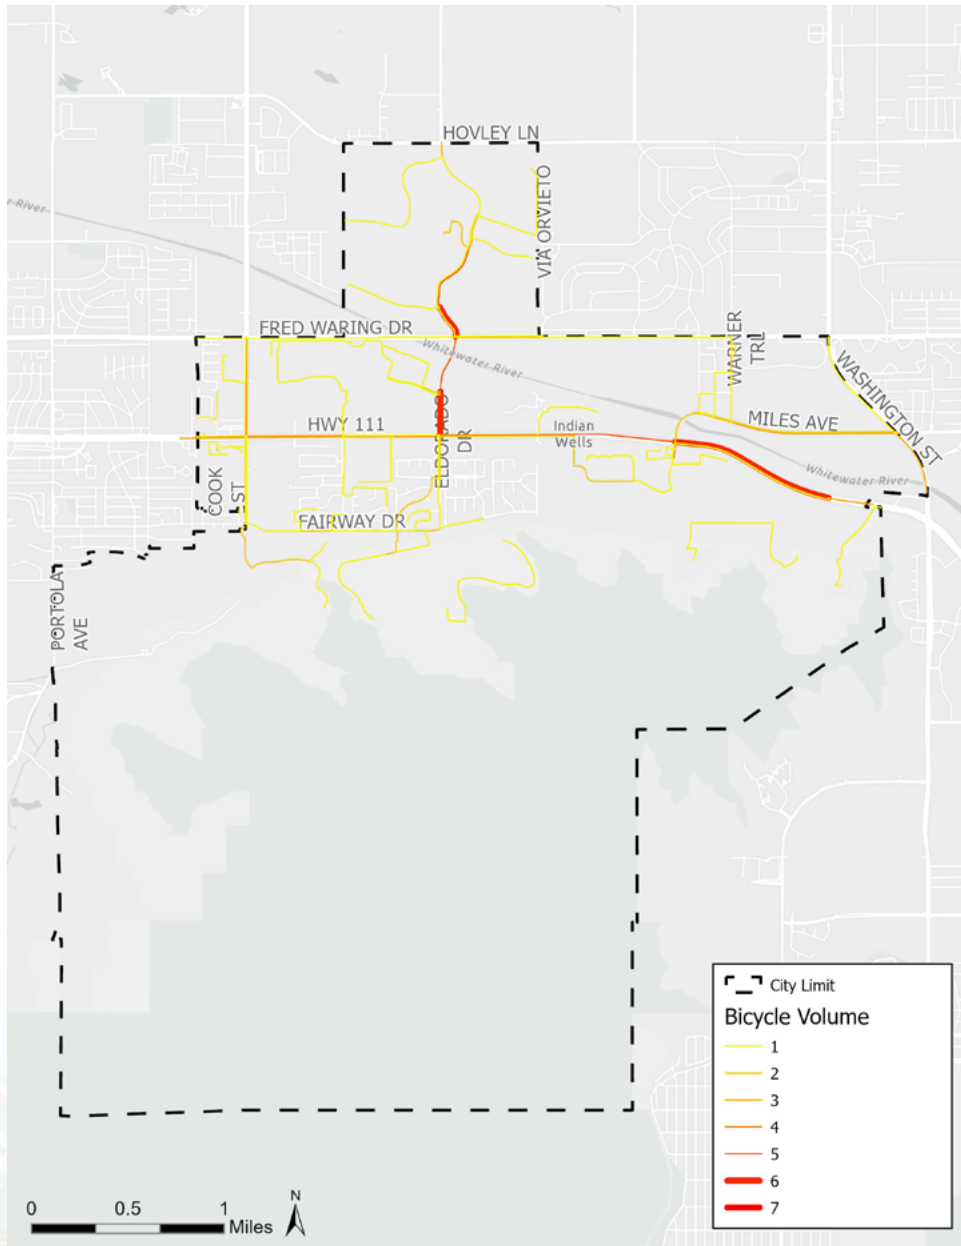 HOVLEY LN
VIA ORVIETO
r River
FRED WARING DR
Whitewater River
WARNER
TRL
WASHINGTON ST
HWY 111
ELDORADO
DR
Indian
Wells
MILES AVE
Whitewater River
COOK
ST
FAIRWAY DR
PORTOLA
AVE
City Limit
Bicycle Volume
1
2
3
4
5
6
7
0 0.5 1
Miles
N